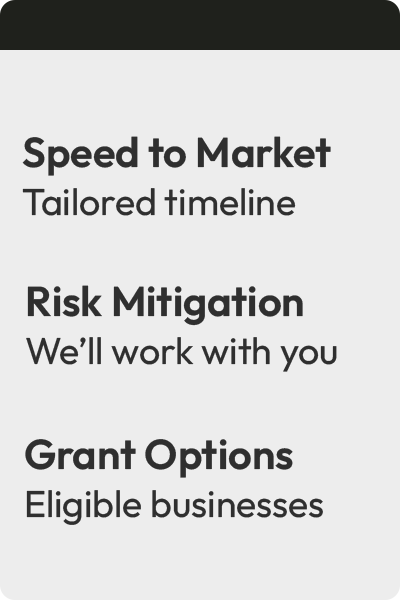 Speed to Market
Tailored timeline
Risk Mitigation
We’ll work with you
Grant Options
Eligible businesses